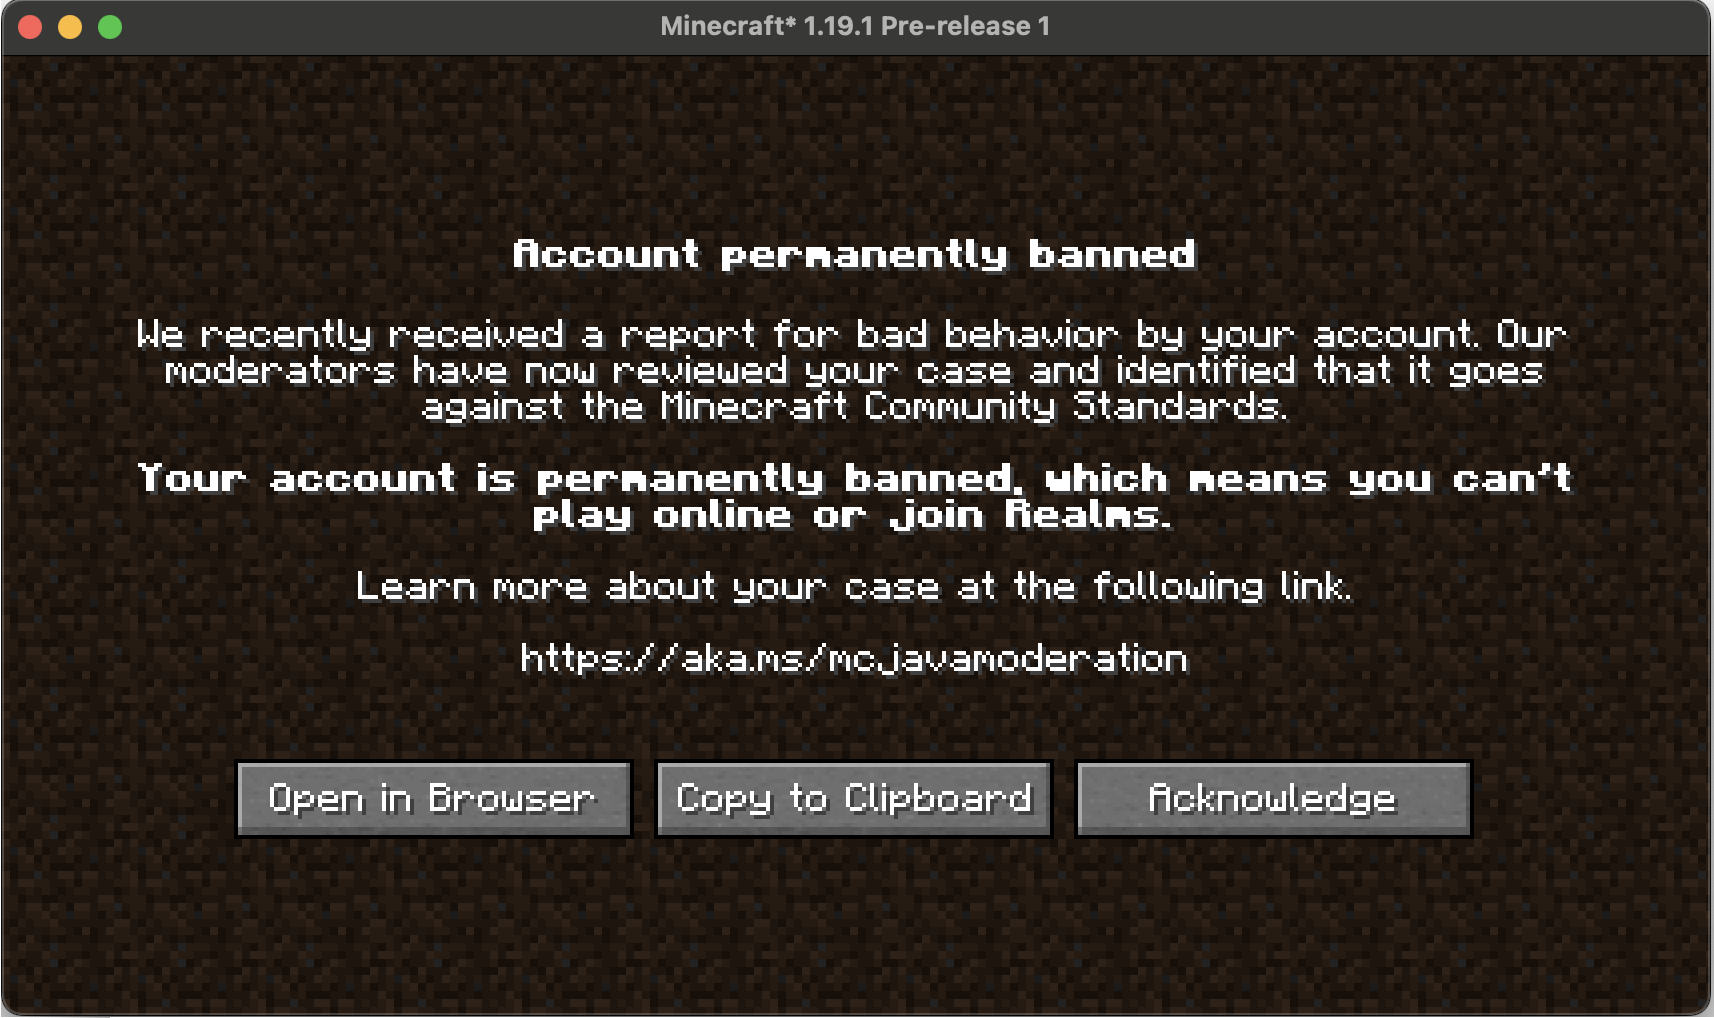 Minecraft* 1.19.1 Pre-release 1
Account permanently banned
We recently received a report for bad behavior by your account. Our
moderators have now reviewed your case and identified that it goes
against the Minecraft Community Standards.
Your account is permanently banned, which means you can't
play online or join Realms.
Learn more about your case at the following link.
https://aka.ms/mcjavamoderation
Open in Browser
Copy to Clipboard
Acknowledge